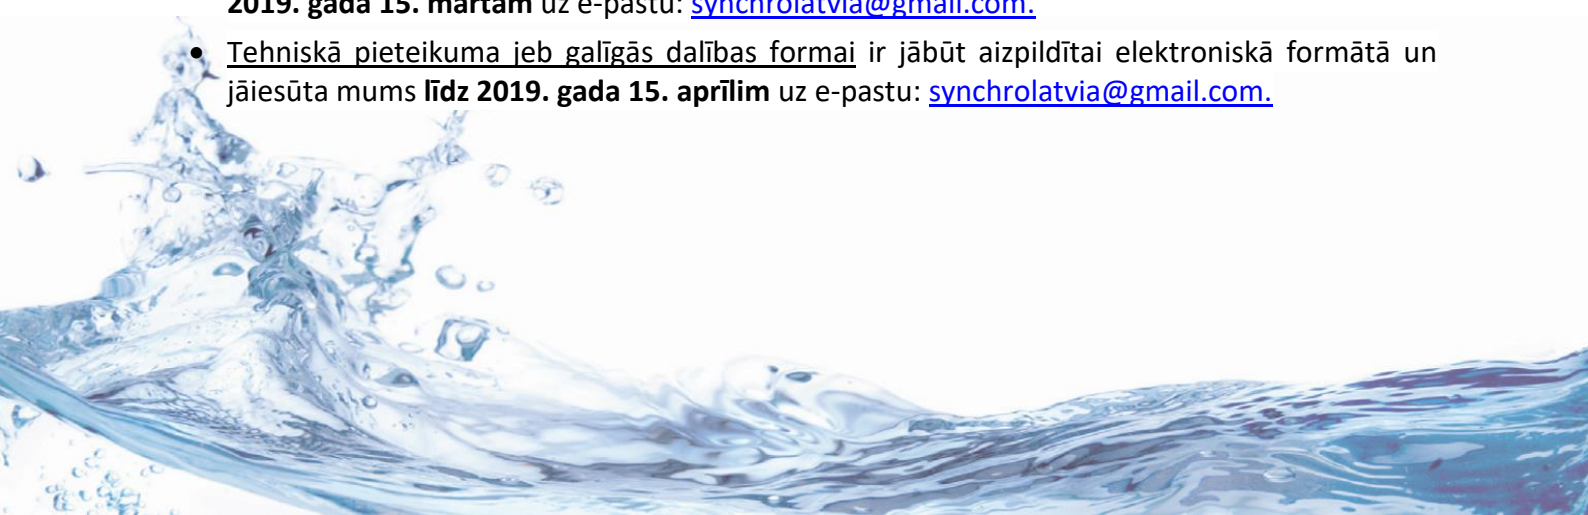 2019. gada 15. martam uz e-pastu: synchrolatvia@gmail.com.
• Tehniskā pieteikuma jeb galīgās dalības formai ir jābūt aizpildītai elektroniskā formātā un
jāiesūta mums līdz 2019. gada 15. aprīlim uz e-pastu: synchrolatvia@gmail.com.